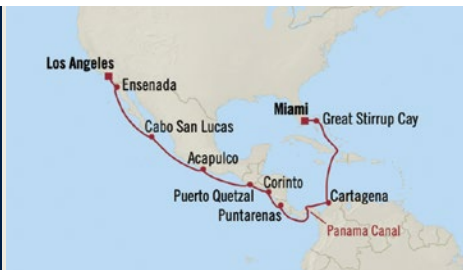 Los Angeles
Ensenada
Miami
Great Stirrup Cay
Cabo San Lucas
Acapulco
Puerto Quetzal
Corinto
Puntarenas
Cartagena
Panama Canal